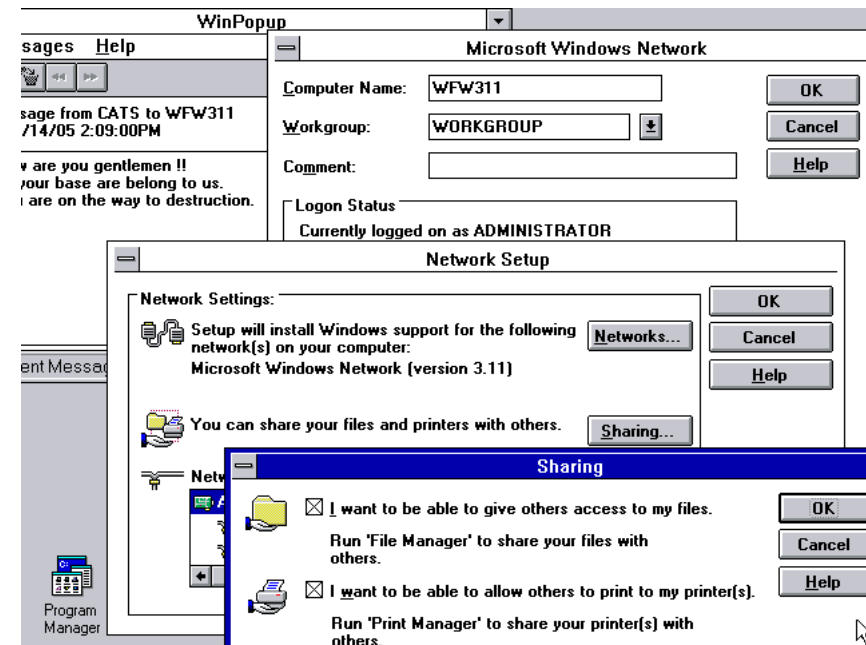 WinPopup
sages Help
sage from CATS to WFW311
/14/05 2:09:00PM
are you gentlemen !!
your base are belong to us.
are on the way to destruction.
Microsoft Windows Network
Computer Name:
WFW311
OK
Workgroup:
WORKGROUP
Cancel
Comment:
Help
Logon Status
Currently logged on as ADMINISTRATOR
Network Setup
Network Settings:
OK
Setup will install Windows support for the following
network(s) on your computer:
Networks...
Cancel
Microsoft Windows Network (version 3.11)
Help
ent Messag
You can share your files and printers with others.
Sharing...
Netw
Sharing
I want to be able to give others access to my files.
OK
Run 'File Manager' to share your files with
others.
Cancel
I want to be able to allow others to print to my printer(s).
Help
Run 'Print Manager' to share your printer(s) with
others.
C:
Program
Manager